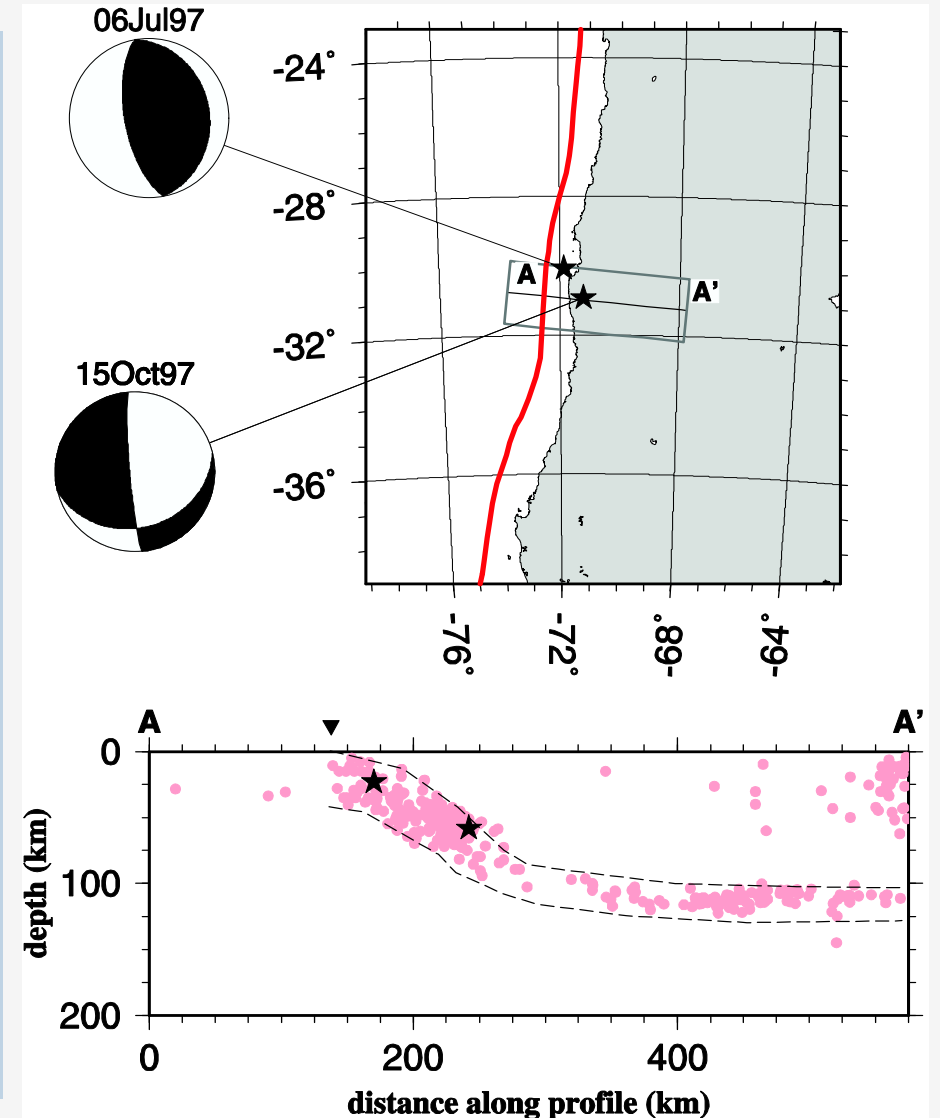 06Jul97
-24°
-28°
A
A'
-32°
15Oct97
-36°
-76°
-72°
-68°
-64°
A
A'
0
100
200
depth (km)
0
200
400
distance along profile (km)